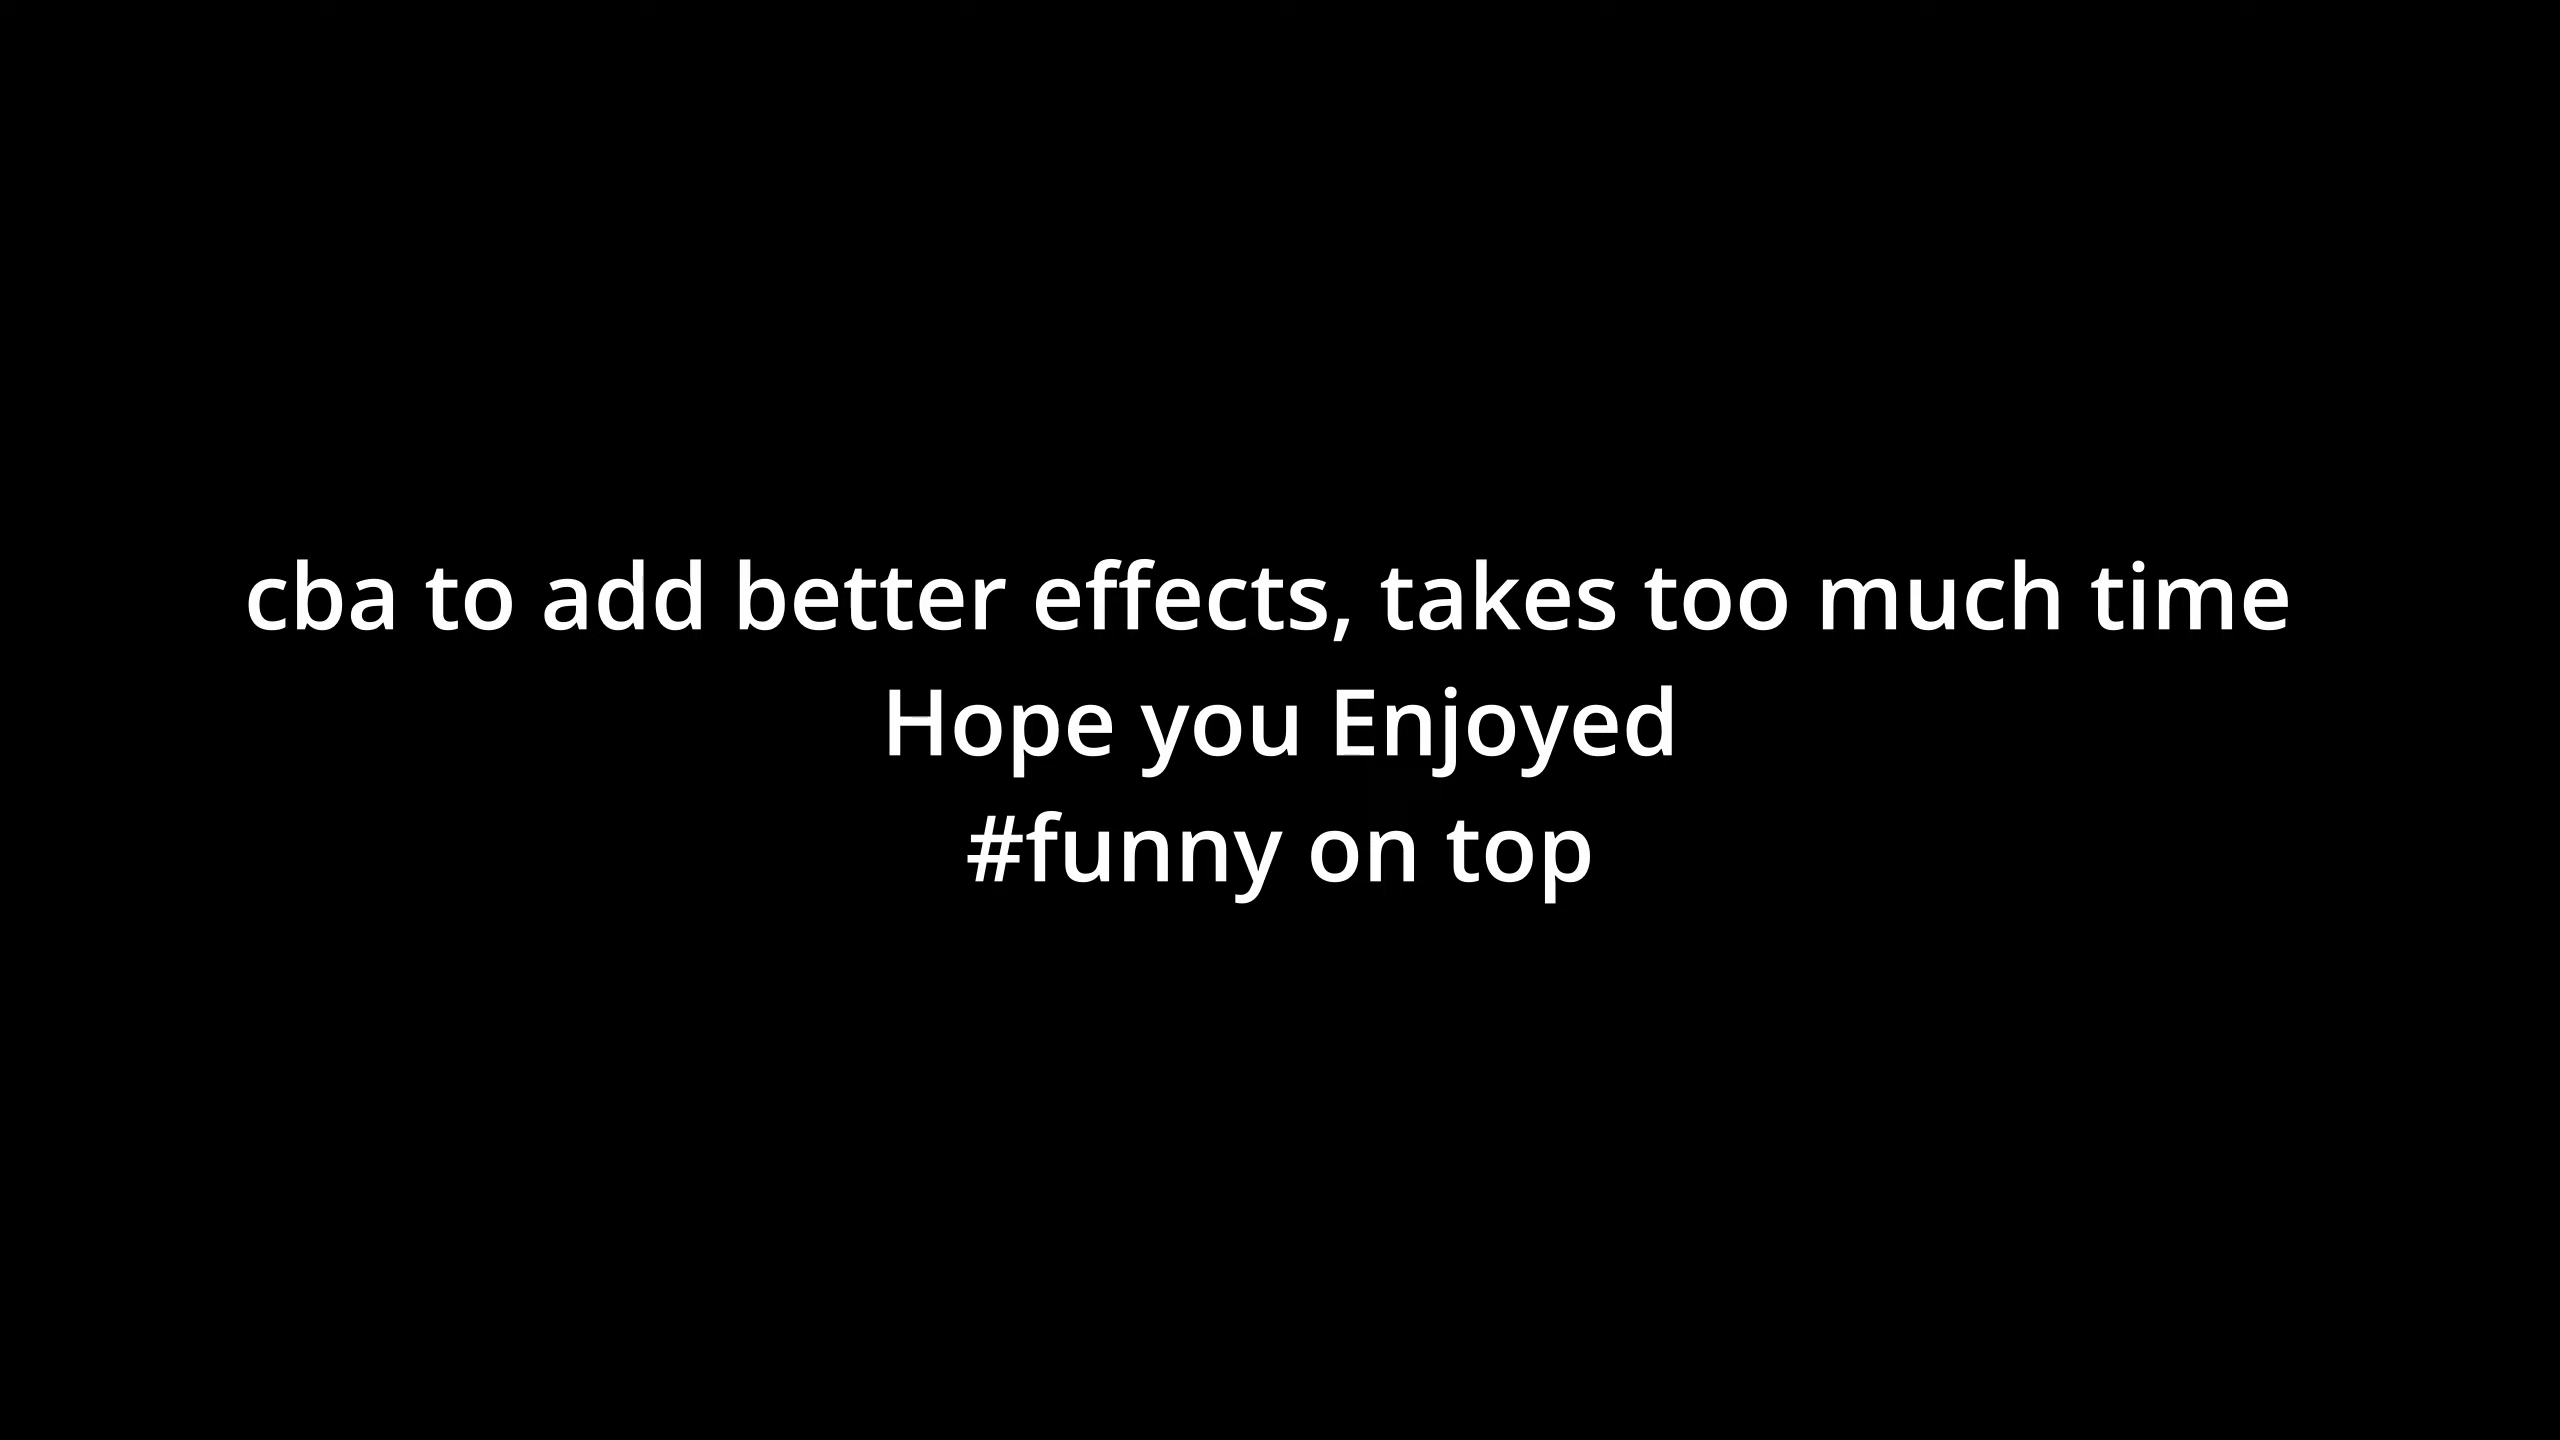 cba to add better effects, takes too much time
Hope you Enjoyed
#funny on top